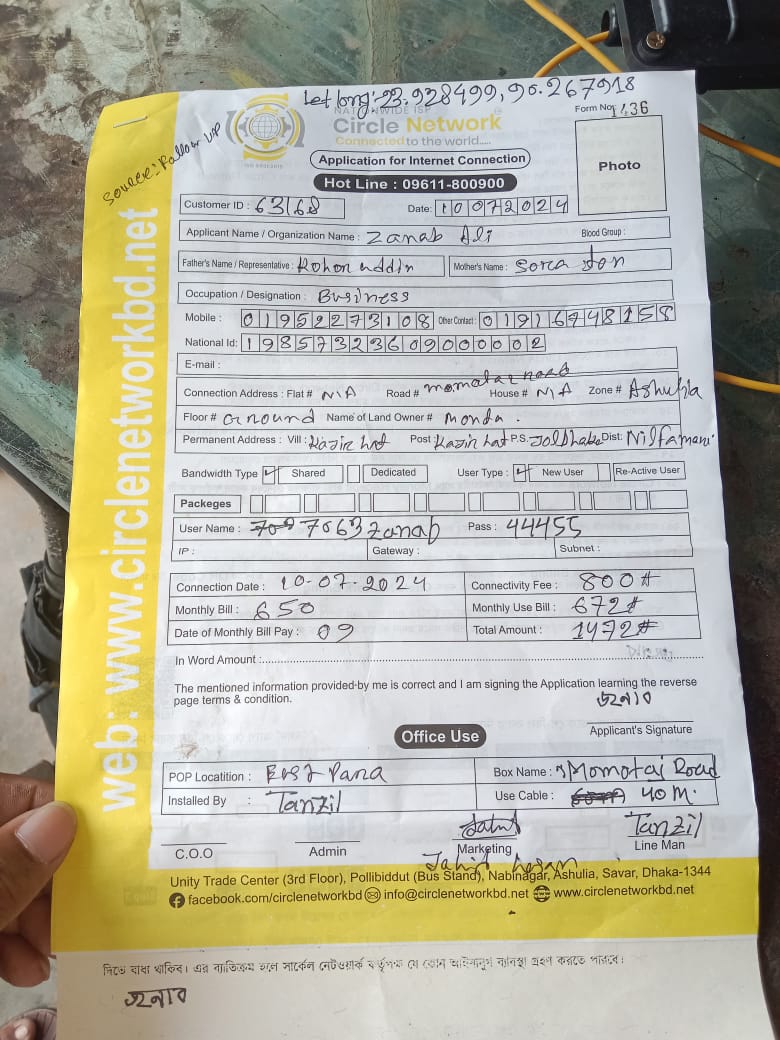 Let long: 23.928499, 90.267918
NATIONWIDE ISP
Circle Network
Connected to the world.....
Form No: 1436
Source: Follow UP
Application for Internet Connection
Photo
Hot Line : 09611-800900
Customer ID : 63168 Date: 10072024
Applicant Name / Organization Name : Zanab Ali Blood Group :
Father's Name / Representative : Rohon uddin Mother's Name :
Occupation / Designation : Business
Mobile : 01952273108 Other Contact : 01916748158
National Id: 19857323609000002
E-mail :
Connection Address : Flat # N/A Road # momataz road House # N/A Zone # Ashulia
Floor # Ground Name of Land Owner #
Permanent Address : Vill : Kazir hat Post Kazir hat P.S. Joldhaka Dist: Nilfamari
Bandwidth Type Shared Dedicated User Type : New User Re-Active User
Packeges
User Name : 7063zanab Pass : 44455
IP : Gateway : Subnet :
Connection Date : 10-07-2024 Connectivity Fee : 800#
Monthly Bill : 650 Monthly Use Bill : 672#
Date of Monthly Bill Pay : 09 Total Amount : 1472#
In Word Amount :
The mentioned information provided-by me is correct and I am signing the Application learning the reverse
page terms & condition.
জনাব
Applicant's Signature
Office Use
POP Locatition : East Para Box Name : Momotaj Road
Installed By : Tanzil Use Cable : 40 M.
Tanzil
C.O.O Admin Marketing Line Man
Unity Trade Center (3rd Floor), Pollibiddut (Bus Stand), Nabinagar, Ashulia, Savar, Dhaka-1344
facebook.com/circlenetworkbd info@circlenetworkbd.net www.circlenetworkbd.net
web: www.circlenetworkbd.net
দিতে বাধ্য থাকিব। এর ব্যতিক্রম হলে সার্কেল নেটওয়ার্ক কর্তৃপক্ষ যে কোন আইনানুগ ব্যবস্থা গ্রহণ করতে পারবে।
জনাব